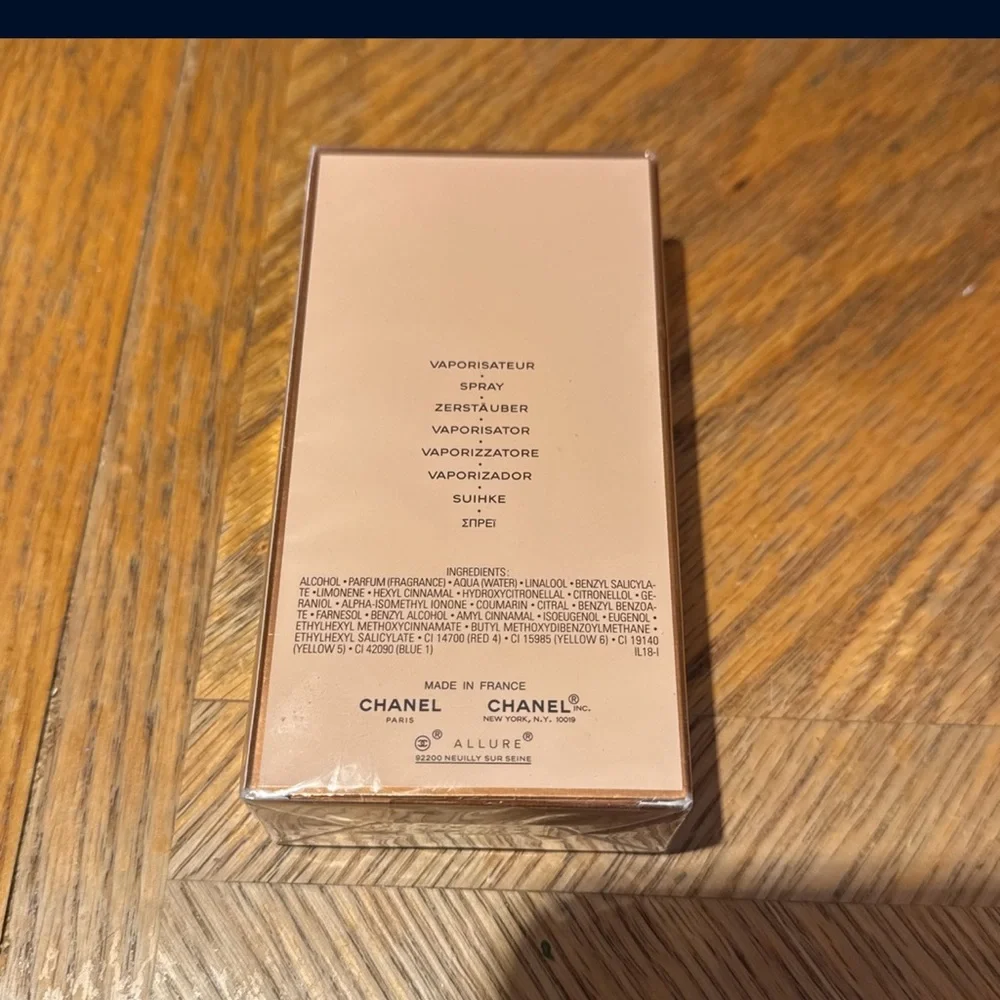 VAPORISATEUR
•
SPRAY
•
ZERSTÄUBER
•
VAPORISATOR
•
VAPORIZZATORE
•
VAPORIZADOR
•
SUIHKE
•
ΣΠΡΕΪ
INGREDIENTS:
ALCOHOL • PARFUM (FRAGRANCE) • AQUA (WATER) • LINALOOL • BENZYL SALICYLA-
TE • LIMONENE • HEXYL CINNAMAL • HYDROXYCITRONELLAL • CITRONELLOL • GE-
RANIOL • ALPHA-ISOMETHYL IONONE • COUMARIN • CITRAL • BENZYL BENZOA-
TE • FARNESOL • BENZYL ALCOHOL • AMYL CINNAMAL • ISOEUGENOL • EUGENOL •
ETHYLHEXYL METHOXYCINNAMATE • BUTYL METHOXYDIBENZOYLMETHANE •
ETHYLHEXYL SALICYLATE • CI 14700 (RED 4) • CI 15985 (YELLOW 6) • CI 19140
(YELLOW 5) • CI 42090 (BLUE 1) IL18-I
MADE IN FRANCE
CHANEL CHANEL® INC.
PARIS NEW YORK, N.Y. 10019
® ALLURE®
92200 NEUILLY SUR SEINE